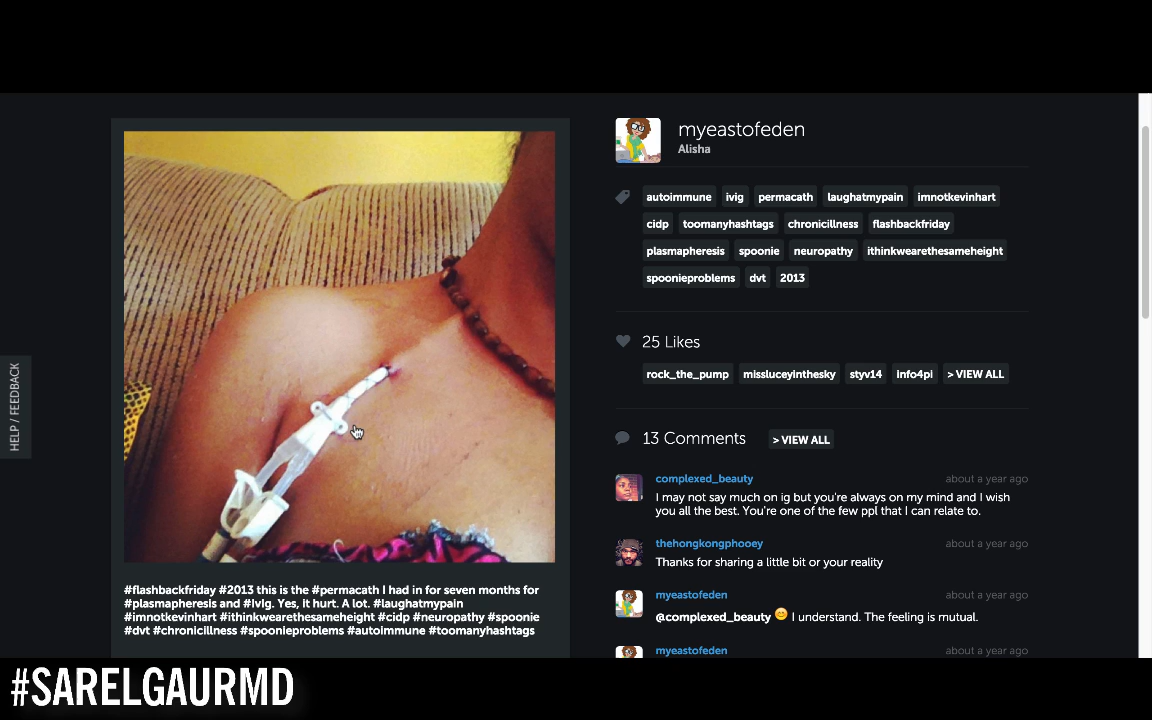 myeastofeden
Alisha
autoimmune ivig permacath laughatmypain imnotkevinhart
cidp toomanyhashtags chronicillness flashbackfriday
plasmapheresis spoonie neuropathy ithinkwearethesameheight
spoonieproblems dvt 2013
25 Likes
rock_the_pump missluceyinthesky styv14 info4pi > VIEW ALL
HELP / FEEDBACK
13 Comments > VIEW ALL
complexed_beauty about a year ago
I may not say much on ig but you're always on my mind and I wish
you all the best. You're one of the few ppl that I can relate to.
thehongkongphooey about a year ago
Thanks for sharing a little bit or your reality
myeastofeden about a year ago
@complexed_beauty 😊 I understand. The feeling is mutual.
myeastofeden about a year ago
#flashbackfriday #2013 this is the #permacath I had in for seven months for
#plasmapheresis and #ivig. Yes, it hurt. A lot. #laughatmypain
#imnotkevinhart #ithinkwearethesameheight #cidp #neuropathy #spoonie
#dvt #chronicillness #spoonieproblems #autoimmune #toomanyhashtags
#SARELGAURMD